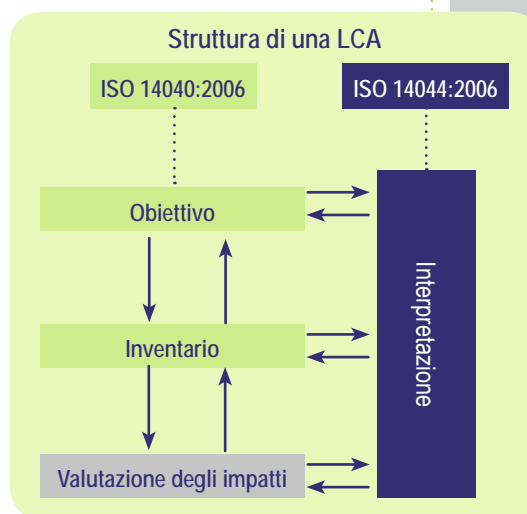 Struttura di una LCA
ISO 14040:2006
ISO 14044:2006
Obiettivo
Inventario
Valutazione degli impatti
Interpretazione